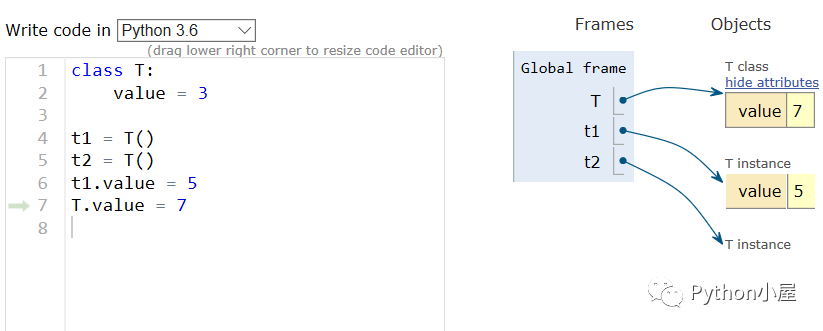 Write code in Python 3.6
(drag lower right corner to resize code editor)
1 class T:
2     value = 3
3
4 t1 = T()
5 t2 = T()
6 t1.value = 5
7 T.value = 7
8
Frames Objects
Global frame
T
t1
t2
T class
hide attributes
value 7
T instance
value 5
T instance
Python小屋